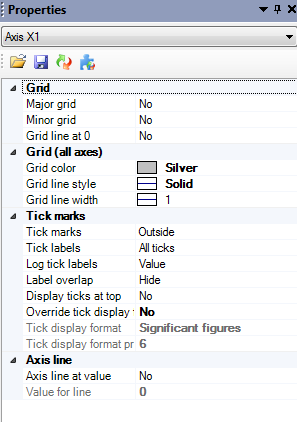 Properties
Axis X1
Grid
Major grid No
Minor grid No
Grid line at 0 No
Grid (all axes)
Grid color Silver
Grid line style Solid
Grid line width 1
Tick marks
Tick marks Outside
Tick labels All ticks
Log tick labels Value
Label overlap Hide
Display ticks at top No
Override tick display No
Tick display format Significant figures
Tick display format pr 6
Axis line
Axis line at value No
Value for line 0